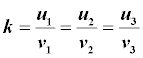 k = u₁/v₁ = u₂/v₂ = u₃/v₃